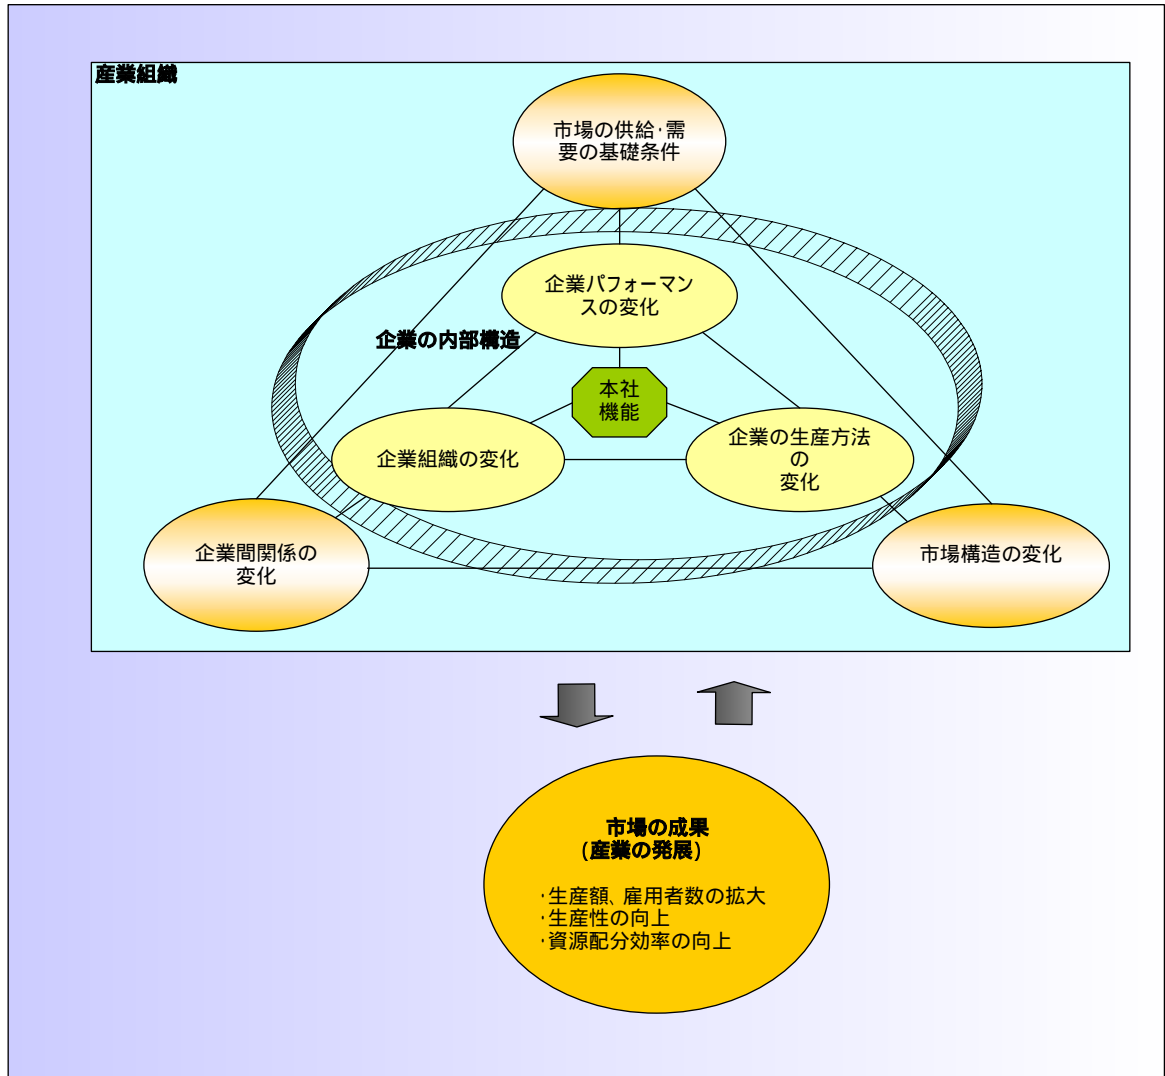 産業組織
市場の供給・需
要の基礎条件
企業パフォーマン
スの変化
企業の内部構造
本社
機能
企業組織の変化
企業の生産方法
の
変化
企業間関係の
変化
市場構造の変化
市場の成果
(産業の発展)
・生産額、雇用者数の拡大
・生産性の向上
・資源配分効率の向上